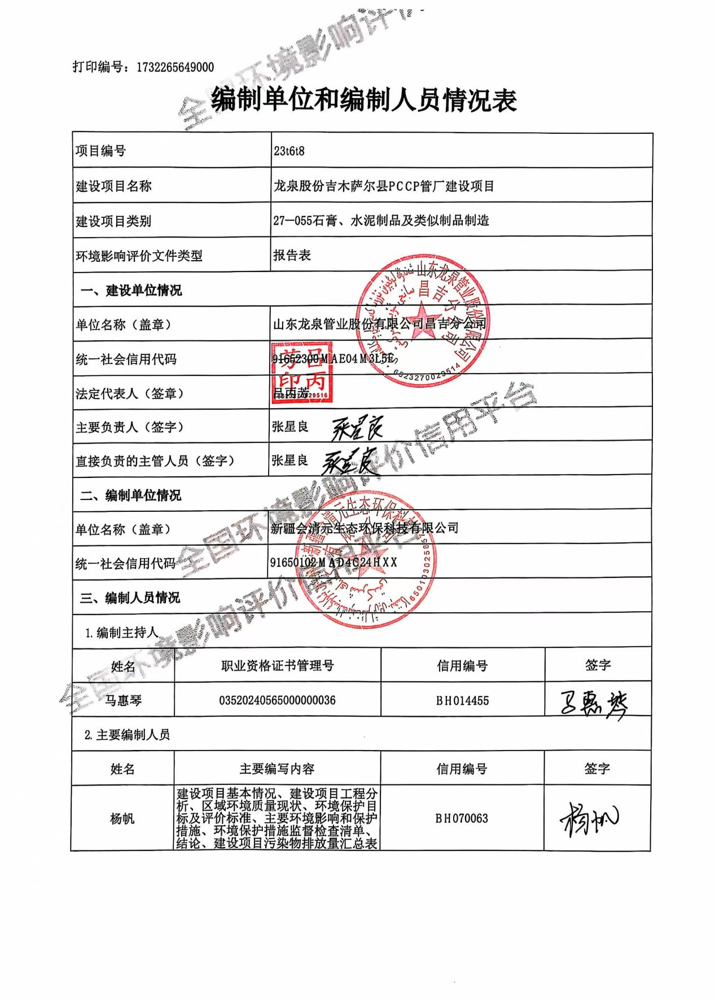 全国环境影响评价
打印编号：1732265649000
编制单位和编制人员情况表
项目编号 23t6t8
建设项目名称 龙泉股份吉木萨尔县PCCP管厂建设项目
建设项目类别 27—055石膏、水泥制品及类似制品制造
环境影响评价文件类型 报告表
一、建设单位情况
单位名称（盖章） 山东龙泉管业股份有限公司昌吉分公司
统一社会信用代码 91652300MAE04M3L5E
法定代表人（签章） 吕丙芳
主要负责人（签字） 张星良 张星良
直接负责的主管人员（签字） 张星良 张星良
二、编制单位情况
单位名称（盖章） 新疆会清元生态环保科技有限公司
统一社会信用代码 91650102MAD4C24HXX
三、编制人员情况
1.编制主持人
姓名 职业资格证书管理号 信用编号 签字
马惠琴 03520240565000000036 BH014455 马惠琴
2.主要编制人员
姓名 主要编写内容 信用编号 签字
建设项目基本情况、建设项目工程分
析、区域环境质量现状、环境保护目
杨帆 标及评价标准、主要环境影响和保护 BH070063 杨帆
措施、环境保护措施监督检查清单、
结论、建设项目污染物排放量汇总表
山东龙泉管业股份有限公司
昌吉分公司
6523270029514
吕丙芳印
6523270029516
全国环境影响评价信用平台
全国环境影响评价信用平台